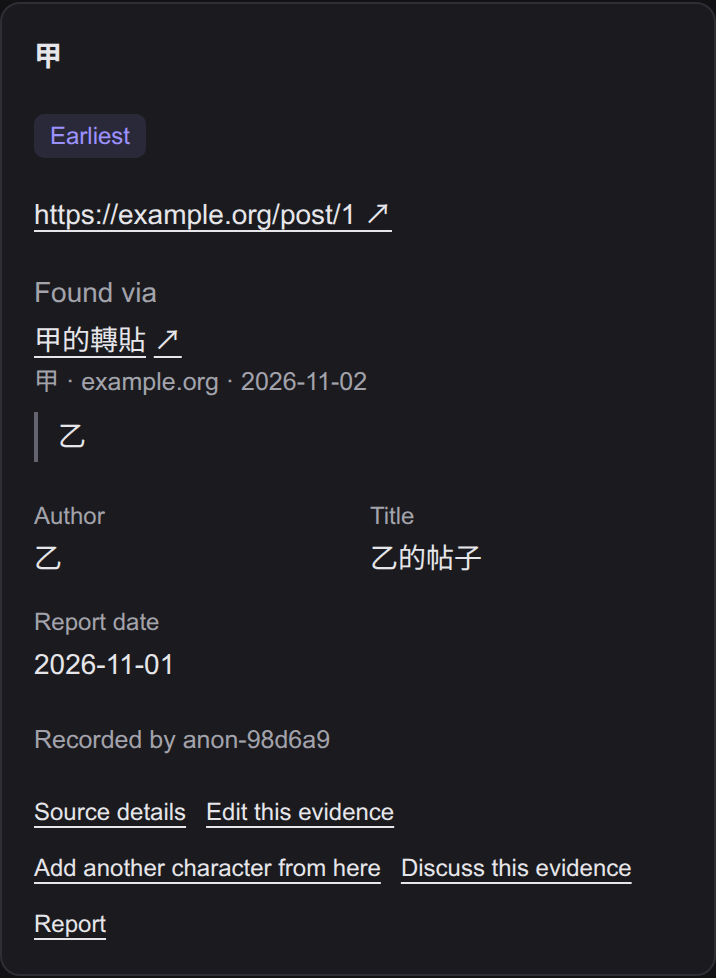 甲
Earliest
https://example.org/post/1 ↗
Found via
甲的轉貼 ↗
甲 · example.org · 2026-11-02
乙
Author
Title
乙
乙的帖子
Report date
2026-11-01
Recorded by anon-98d6a9
Source details Edit this evidence
Add another character from here Discuss this evidence
Report